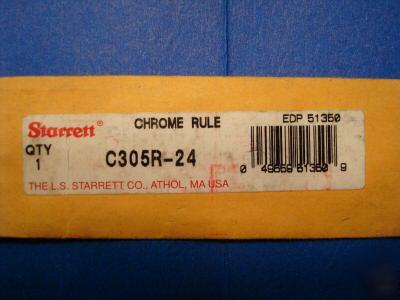 CHROME RULE EDP 51350
Starrett®
QTY
1 C305R-24
0 49659 51350 9
THE L.S. STARRETT CO., ATHOL, MA USA